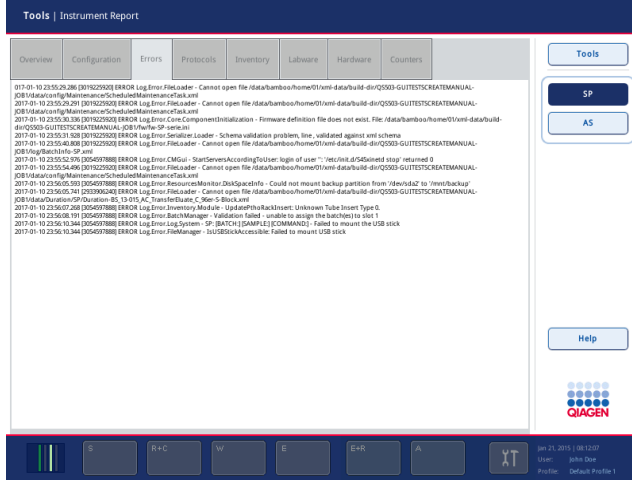 Tools | Instrument Report
Overview
Configuration
Errors
Protocols
Inventory
Labware
Hardware
Counters
Tools
SP
AS
017-01-10 23:55:29,286 [3019225920] ERROR Log.Error.FileLoader - Cannot open file /data/bamboo/home/01/xml-data/build-dir/QS503-GUITESTSCREATEMANUAL-
JOB1/data/config/Maintenance/ScheduledMaintenanceTask.xml
2017-01-10 23:55:29,291 [3019225920] ERROR Log.Error.FileLoader - Cannot open file /data/bamboo/home/01/xml-data/build-dir/QS503-GUITESTSCREATEMANUAL-
JOB1/data/config/Maintenance/ScheduledMaintenanceTask.xml
2017-01-10 23:55:30,336 [3019225920] ERROR Log.Error.Core.ComponentInitialization - Firmware definition file does not exist. File: /data/bamboo/home/01/xml-data/build-
dir/QS503-GUITESTSCREATEMANUAL-JOB1/fw/fw-SP-serie.ini
2017-01-10 23:55:31,928 [3019225920] ERROR Log.Error.Serializer.Loader - Schema validation problem, line , validated against xml schema
2017-01-10 23:55:40,808 [3019225920] ERROR Log.Error.FileLoader - Cannot open file /data/bamboo/home/01/xml-data/build-dir/QS503-GUITESTSCREATEMANUAL-
JOB1/log/BatchInfo-SP.xml
2017-01-10 23:55:52,976 [3054597888] ERROR Log.Error.CMGui - StartServersAccordingToUser: login of user '': '/etc/init.d/S45xinetd stop' returned 0
2017-01-10 23:55:54,496 [3019225920] ERROR Log.Error.FileLoader - Cannot open file /data/bamboo/home/01/xml-data/build-dir/QS503-GUITESTSCREATEMANUAL-
JOB1/data/config/Maintenance/ScheduledMaintenanceTask.xml
2017-01-10 23:56:05,593 [3054597888] ERROR Log.Error.ResourcesMonitor.DiskSpaceInfo - Could not mount backup partition from '/dev/sda2' to '/mnt/backup'
2017-01-10 23:56:05,741 [2933906240] ERROR Log.Error.FileLoader - Cannot open file /data/bamboo/home/01/xml-data/build-dir/QS503-GUITESTSCREATEMANUAL-
JOB1/data/Duration/SP/Duration-BS_13-015_AC_TransferEluate_C_96er-S-Block.xml
2017-01-10 23:56:07,268 [3054597888] ERROR Log.Error.Inventory.Module - UpdatePthoRackInsert: Unknown Tube Insert Type 0.
2017-01-10 23:56:08,191 [3054597888] ERROR Log.Error.BatchManager - Validation failed - unable to assign the batch(es) to slot 1
2017-01-10 23:56:10,344 [3054597888] ERROR Log.Error.Log.System - SP: [BATCH:] [SAMPLE:] [COMMAND:] - Failed to mount the USB stick
2017-01-10 23:56:10,344 [3054597888] ERROR Log.Error.FileManager - IsUSBStickAccessible: Failed to mount USB stick
Help
QIAGEN
S
R+C
W
E
E+R
A
Jan 21, 2015 | 08:12:07
User: John Doe
Profile: Default Profile 1